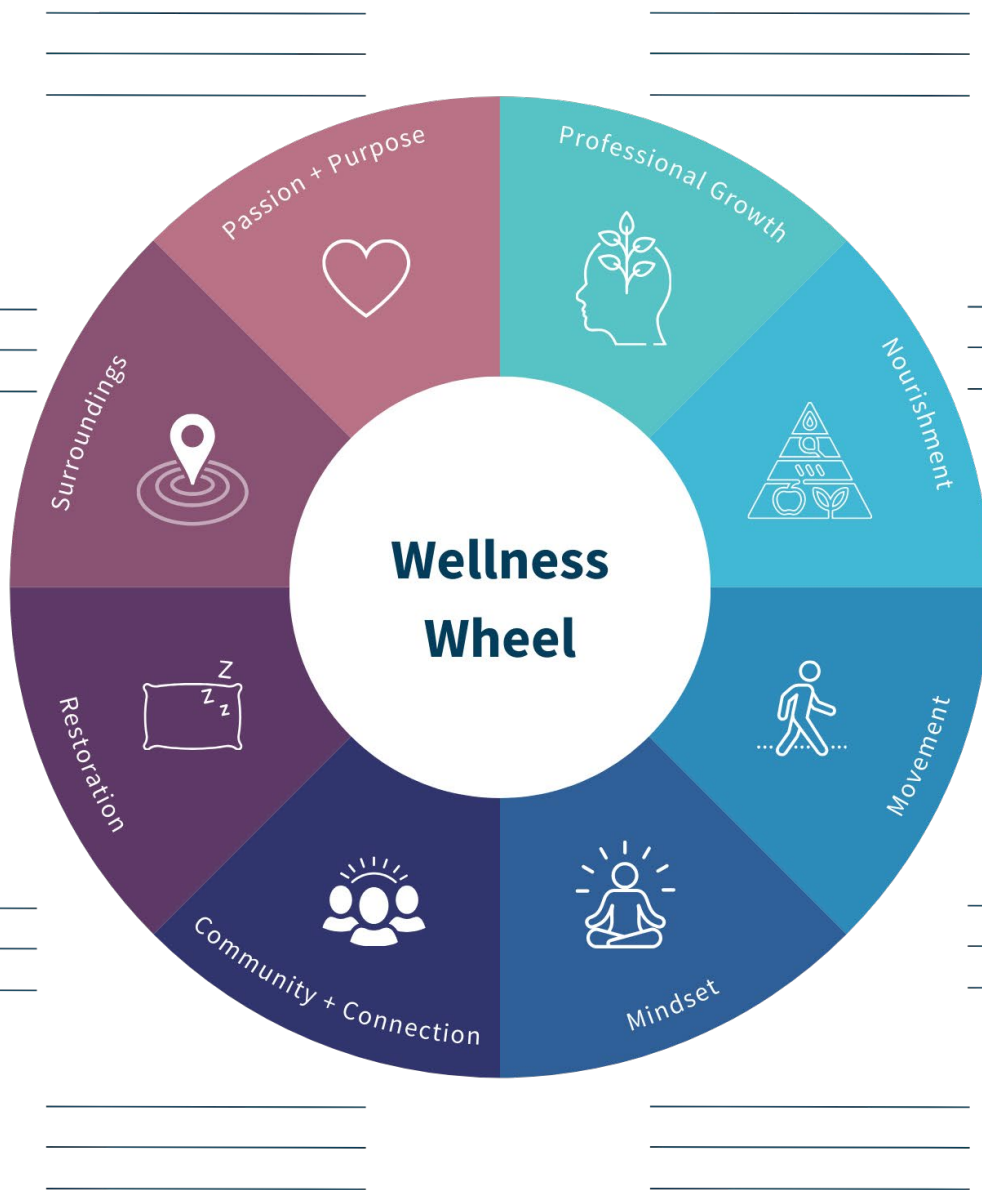 Passion + Purpose
Professional Growth
Surroundings
Nourishment
Wellness
Wheel
Restoration
Z
Z
Z
Movement
Community + Connection
Mindset